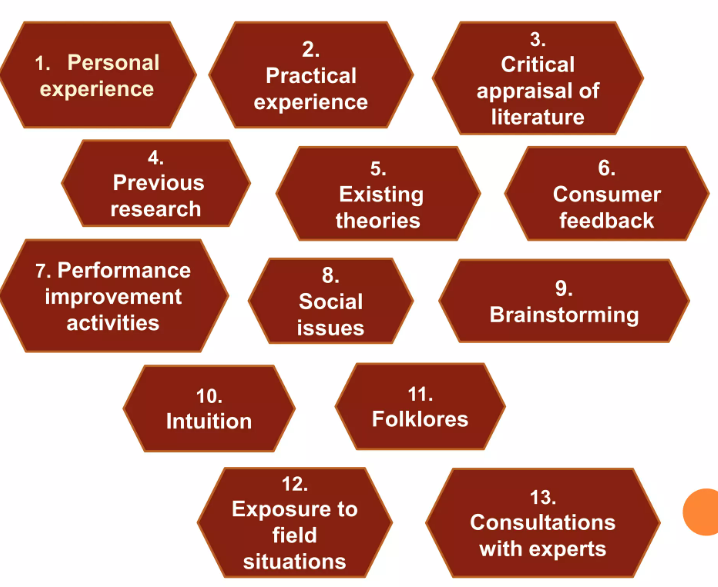 1. Personal
experience
2.
Practical
experience
3.
Critical
appraisal of
literature
4.
Previous
research
5.
Existing
theories
6.
Consumer
feedback
7. Performance
improvement
activities
8.
Social
issues
9.
Brainstorming
10.
Intuition
11.
Folklores
12.
Exposure to
field
situations
13.
Consultations
with experts